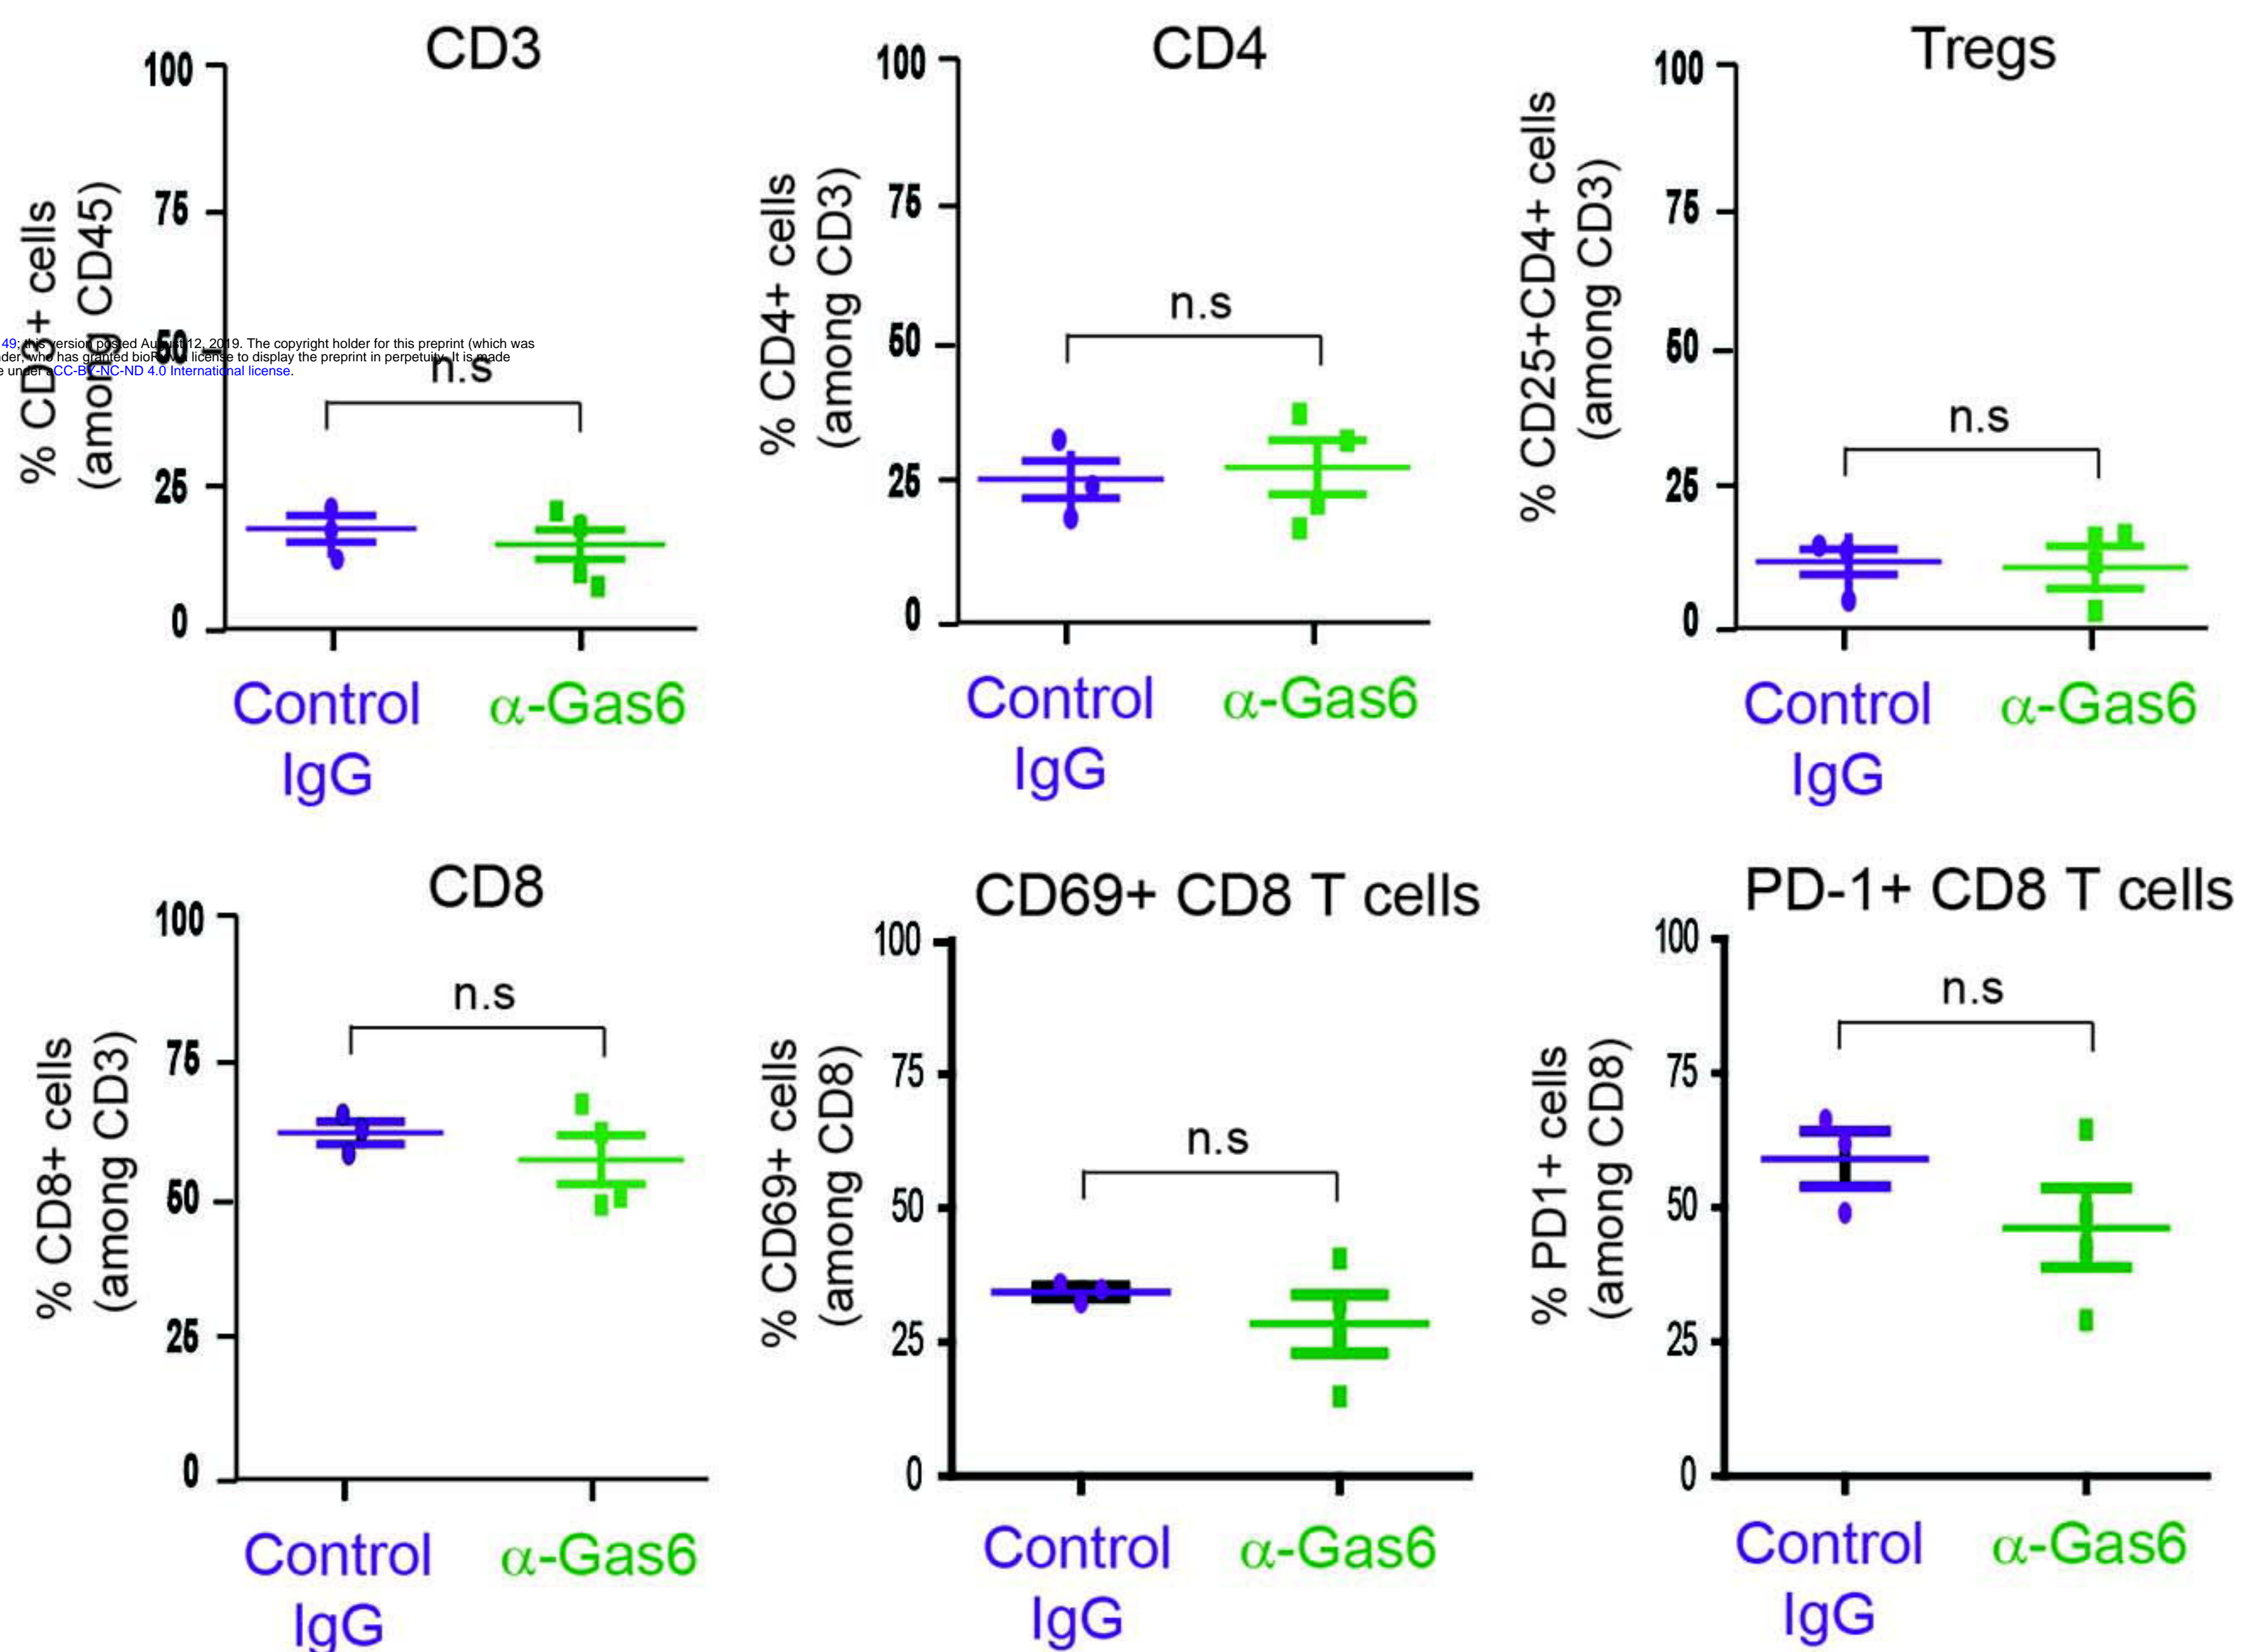 CD3
% CD3+ cells
(among CD45)
100
75
50
25
0
n.s
Control
IgG
α-Gas6
49; this version posted August 12, 2019. The copyright holder for this preprint (which was
der, who has granted bioRxiv a license to display the preprint in perpetuity. It is made
e under aCC-BY-NC-ND 4.0 International license.
CD4
% CD4+ cells
(among CD3)
100
75
50
25
0
n.s
Control
IgG
α-Gas6
Tregs
% CD25+CD4+ cells
(among CD3)
100
75
50
25
0
n.s
Control
IgG
α-Gas6
CD8
% CD8+ cells
(among CD3)
100
75
50
25
0
n.s
Control
IgG
α-Gas6
CD69+ CD8 T cells
% CD69+ cells
(among CD8)
100
75
50
25
0
n.s
Control
IgG
α-Gas6
PD-1+ CD8 T cells
% PD1+ cells
(among CD8)
100
75
50
25
0
n.s
Control
IgG
α-Gas6